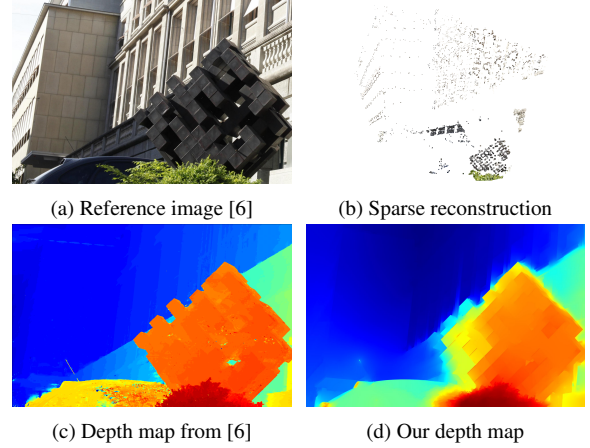 (a) Reference image [6]
(b) Sparse reconstruction
(c) Depth map from [6]
(d) Our depth map